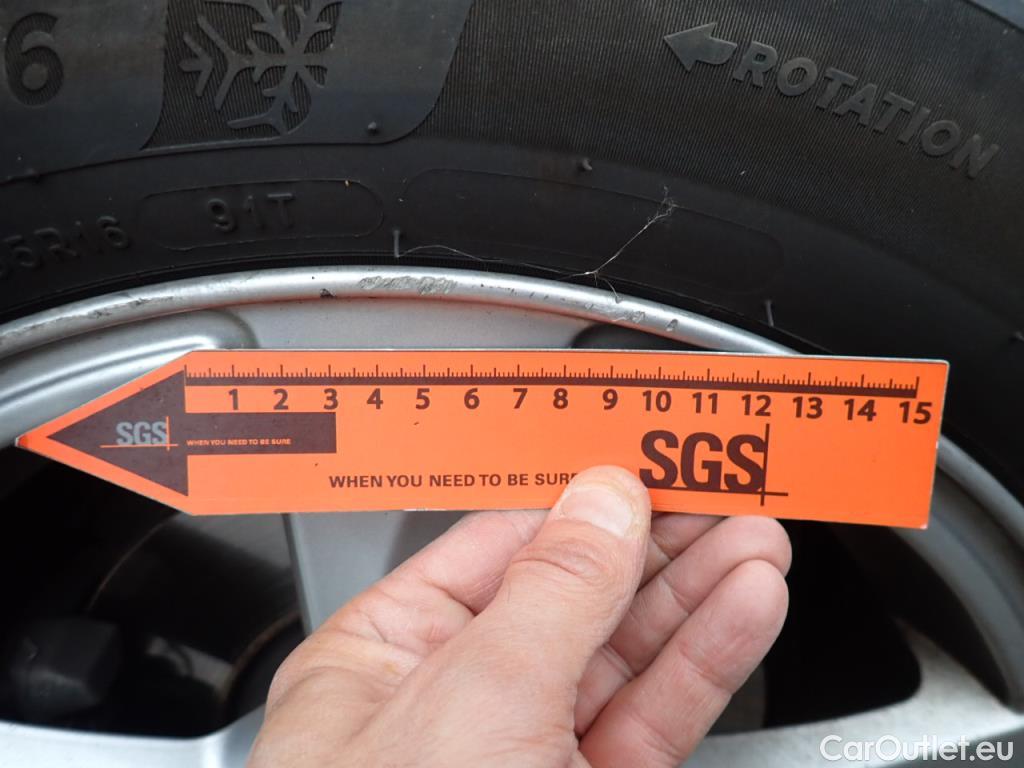 6
ROTATION
5R16 91T
1 2 3 4 5 6 7 8 9 10 11 12 13 14 15
SGS WHEN YOU NEED TO BE SURE
WHEN YOU NEED TO BE SURE
SGS
CarOutlet.eu